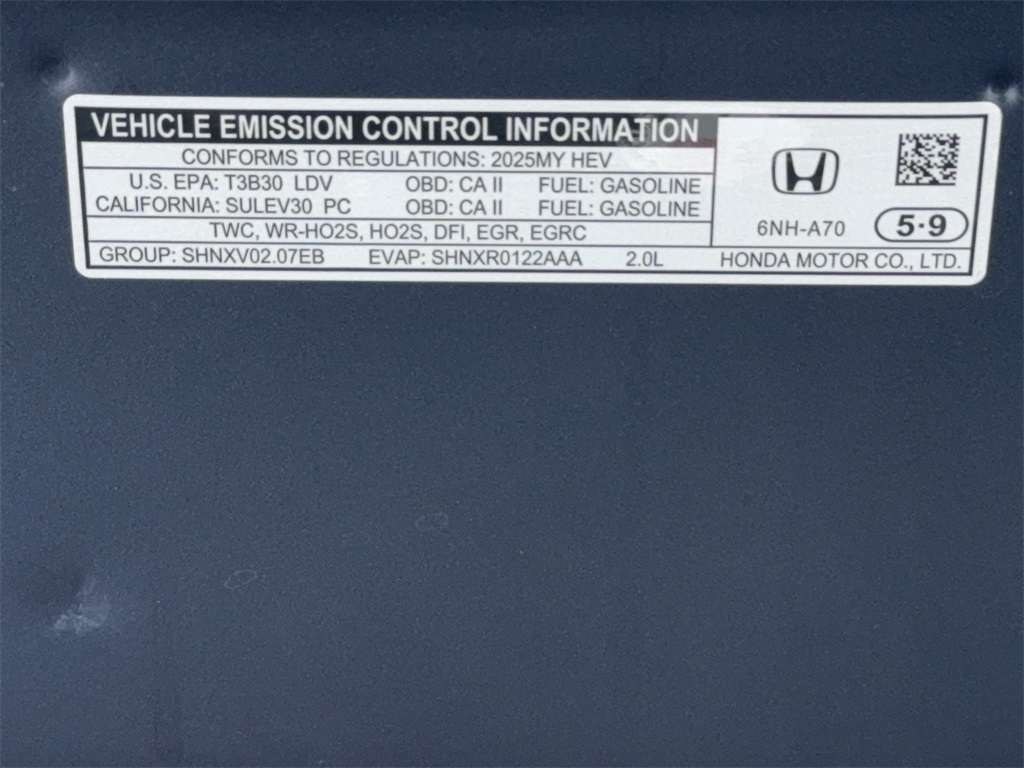 VEHICLE EMISSION CONTROL INFORMATION
CONFORMS TO REGULATIONS: 2025MY HEV
U.S. EPA: T3B30 LDV OBD: CA II FUEL: GASOLINE
CALIFORNIA: SULEV30 PC OBD: CA II FUEL: GASOLINE
TWC, WR-HO2S, HO2S, DFI, EGR, EGRC
GROUP: SHNXV02.07EB EVAP: SHNXR0122AAA 2.0L
6NH-A70 5·9
HONDA MOTOR CO., LTD.